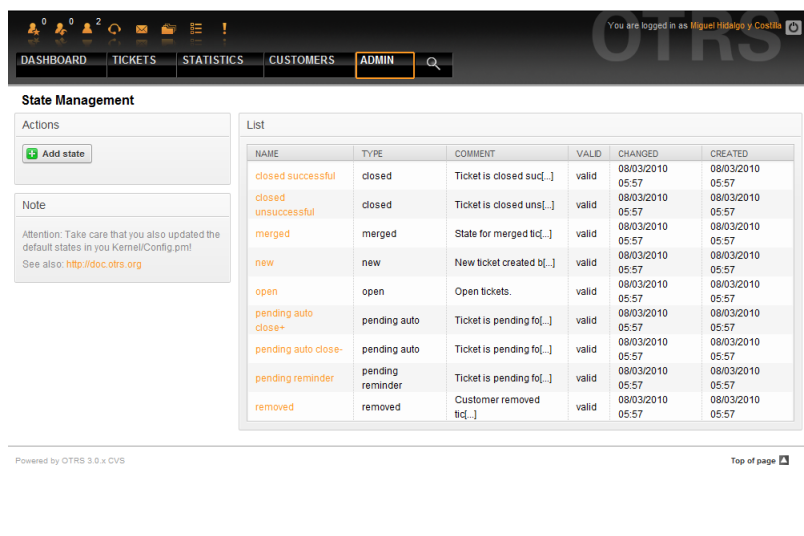 0 0 2
OTRS
You are logged in as Miguel Hidalgo y Costilla
DASHBOARD TICKETS STATISTICS CUSTOMERS ADMIN
State Management
Actions
Add state
Note
Attention: Take care that you also updated the
default states in you Kernel/Config.pm!
See also: http://doc.otrs.org
List
NAME TYPE COMMENT VALID CHANGED CREATED
closed successful closed Ticket is closed suc[...] valid 08/03/2010 05:57 08/03/2010 05:57
closed unsuccessful closed Ticket is closed uns[...] valid 08/03/2010 05:57 08/03/2010 05:57
merged merged State for merged tic[...] valid 08/03/2010 05:57 08/03/2010 05:57
new new New ticket created b[...] valid 08/03/2010 05:57 08/03/2010 05:57
open open Open tickets. valid 08/03/2010 05:57 08/03/2010 05:57
pending auto close+ pending auto Ticket is pending fo[...] valid 08/03/2010 05:57 08/03/2010 05:57
pending auto close- pending auto Ticket is pending fo[...] valid 08/03/2010 05:57 08/03/2010 05:57
pending reminder pending reminder Ticket is pending fo[...] valid 08/03/2010 05:57 08/03/2010 05:57
removed removed Customer removed tic[...] valid 08/03/2010 05:57 08/03/2010 05:57
Powered by OTRS 3.0.x CVS
Top of page